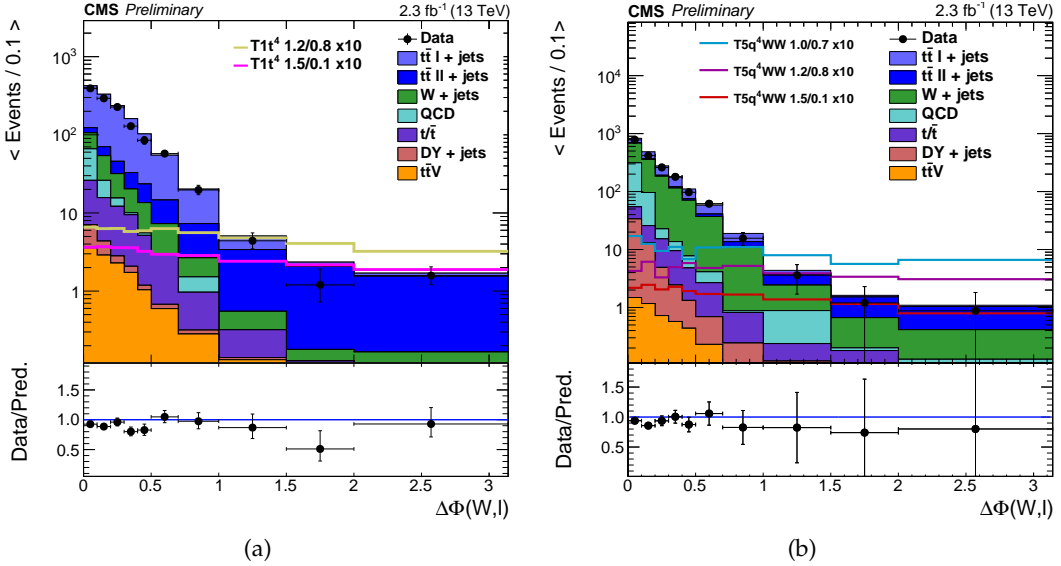 CMS Preliminary 2.3 fb⁻¹ (13 TeV)
< Events / 0.1 >
10³
10²
10
1
T1t⁴ 1.2/0.8 x10
T1t⁴ 1.5/0.1 x10
Data
tt̄ l + jets
tt̄ ll + jets
W + jets
QCD
t/t̄
DY + jets
tt̄V
Data/Pred.
1.5
1.0
0.5
0 0.5 1 1.5 2 2.5 3
ΔΦ(W,l)
(a)
CMS Preliminary 2.3 fb⁻¹ (13 TeV)
< Events / 0.1 >
10⁴
10³
10²
10
1
T5q⁴WW 1.0/0.7 x10
T5q⁴WW 1.2/0.8 x10
T5q⁴WW 1.5/0.1 x10
Data
tt̄ l + jets
tt̄ ll + jets
W + jets
QCD
t/t̄
DY + jets
tt̄V
Data/Pred.
1.5
1.0
0.5
0 0.5 1 1.5 2 2.5 3
ΔΦ(W,l)
(b)